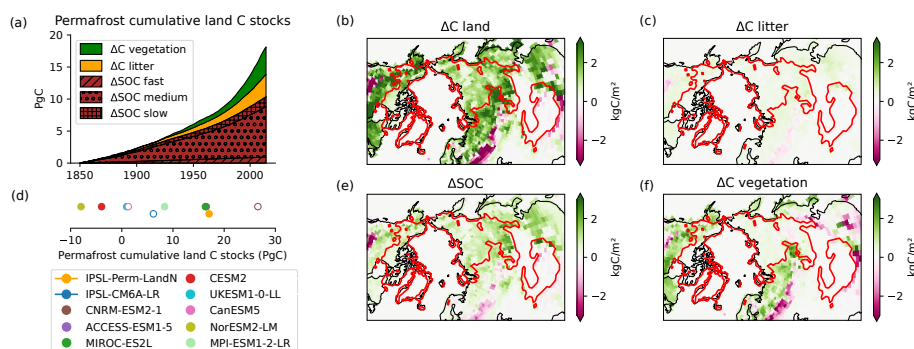 (a)
Permafrost cumulative land C stocks
20
15
10
5
0
PgC
ΔC vegetation
ΔC litter
ΔSOC fast
ΔSOC medium
ΔSOC slow
1850
1900
1950
2000
(b)
ΔC land
2
0
−2
kgC/m²
(c)
ΔC litter
2
0
−2
kgC/m²
(d)
−10
0
10
20
30
Permafrost cumulative land C stocks (PgC)
IPSL-Perm-LandN
IPSL-CM6A-LR
CNRM-ESM2-1
ACCESS-ESM1-5
MIROC-ES2L
CESM2
UKESM1-0-LL
CanESM5
NorESM2-LM
MPI-ESM1-2-LR
(e)
ΔSOC
2
0
−2
kgC/m²
(f)
ΔC vegetation
2
0
−2
kgC/m²